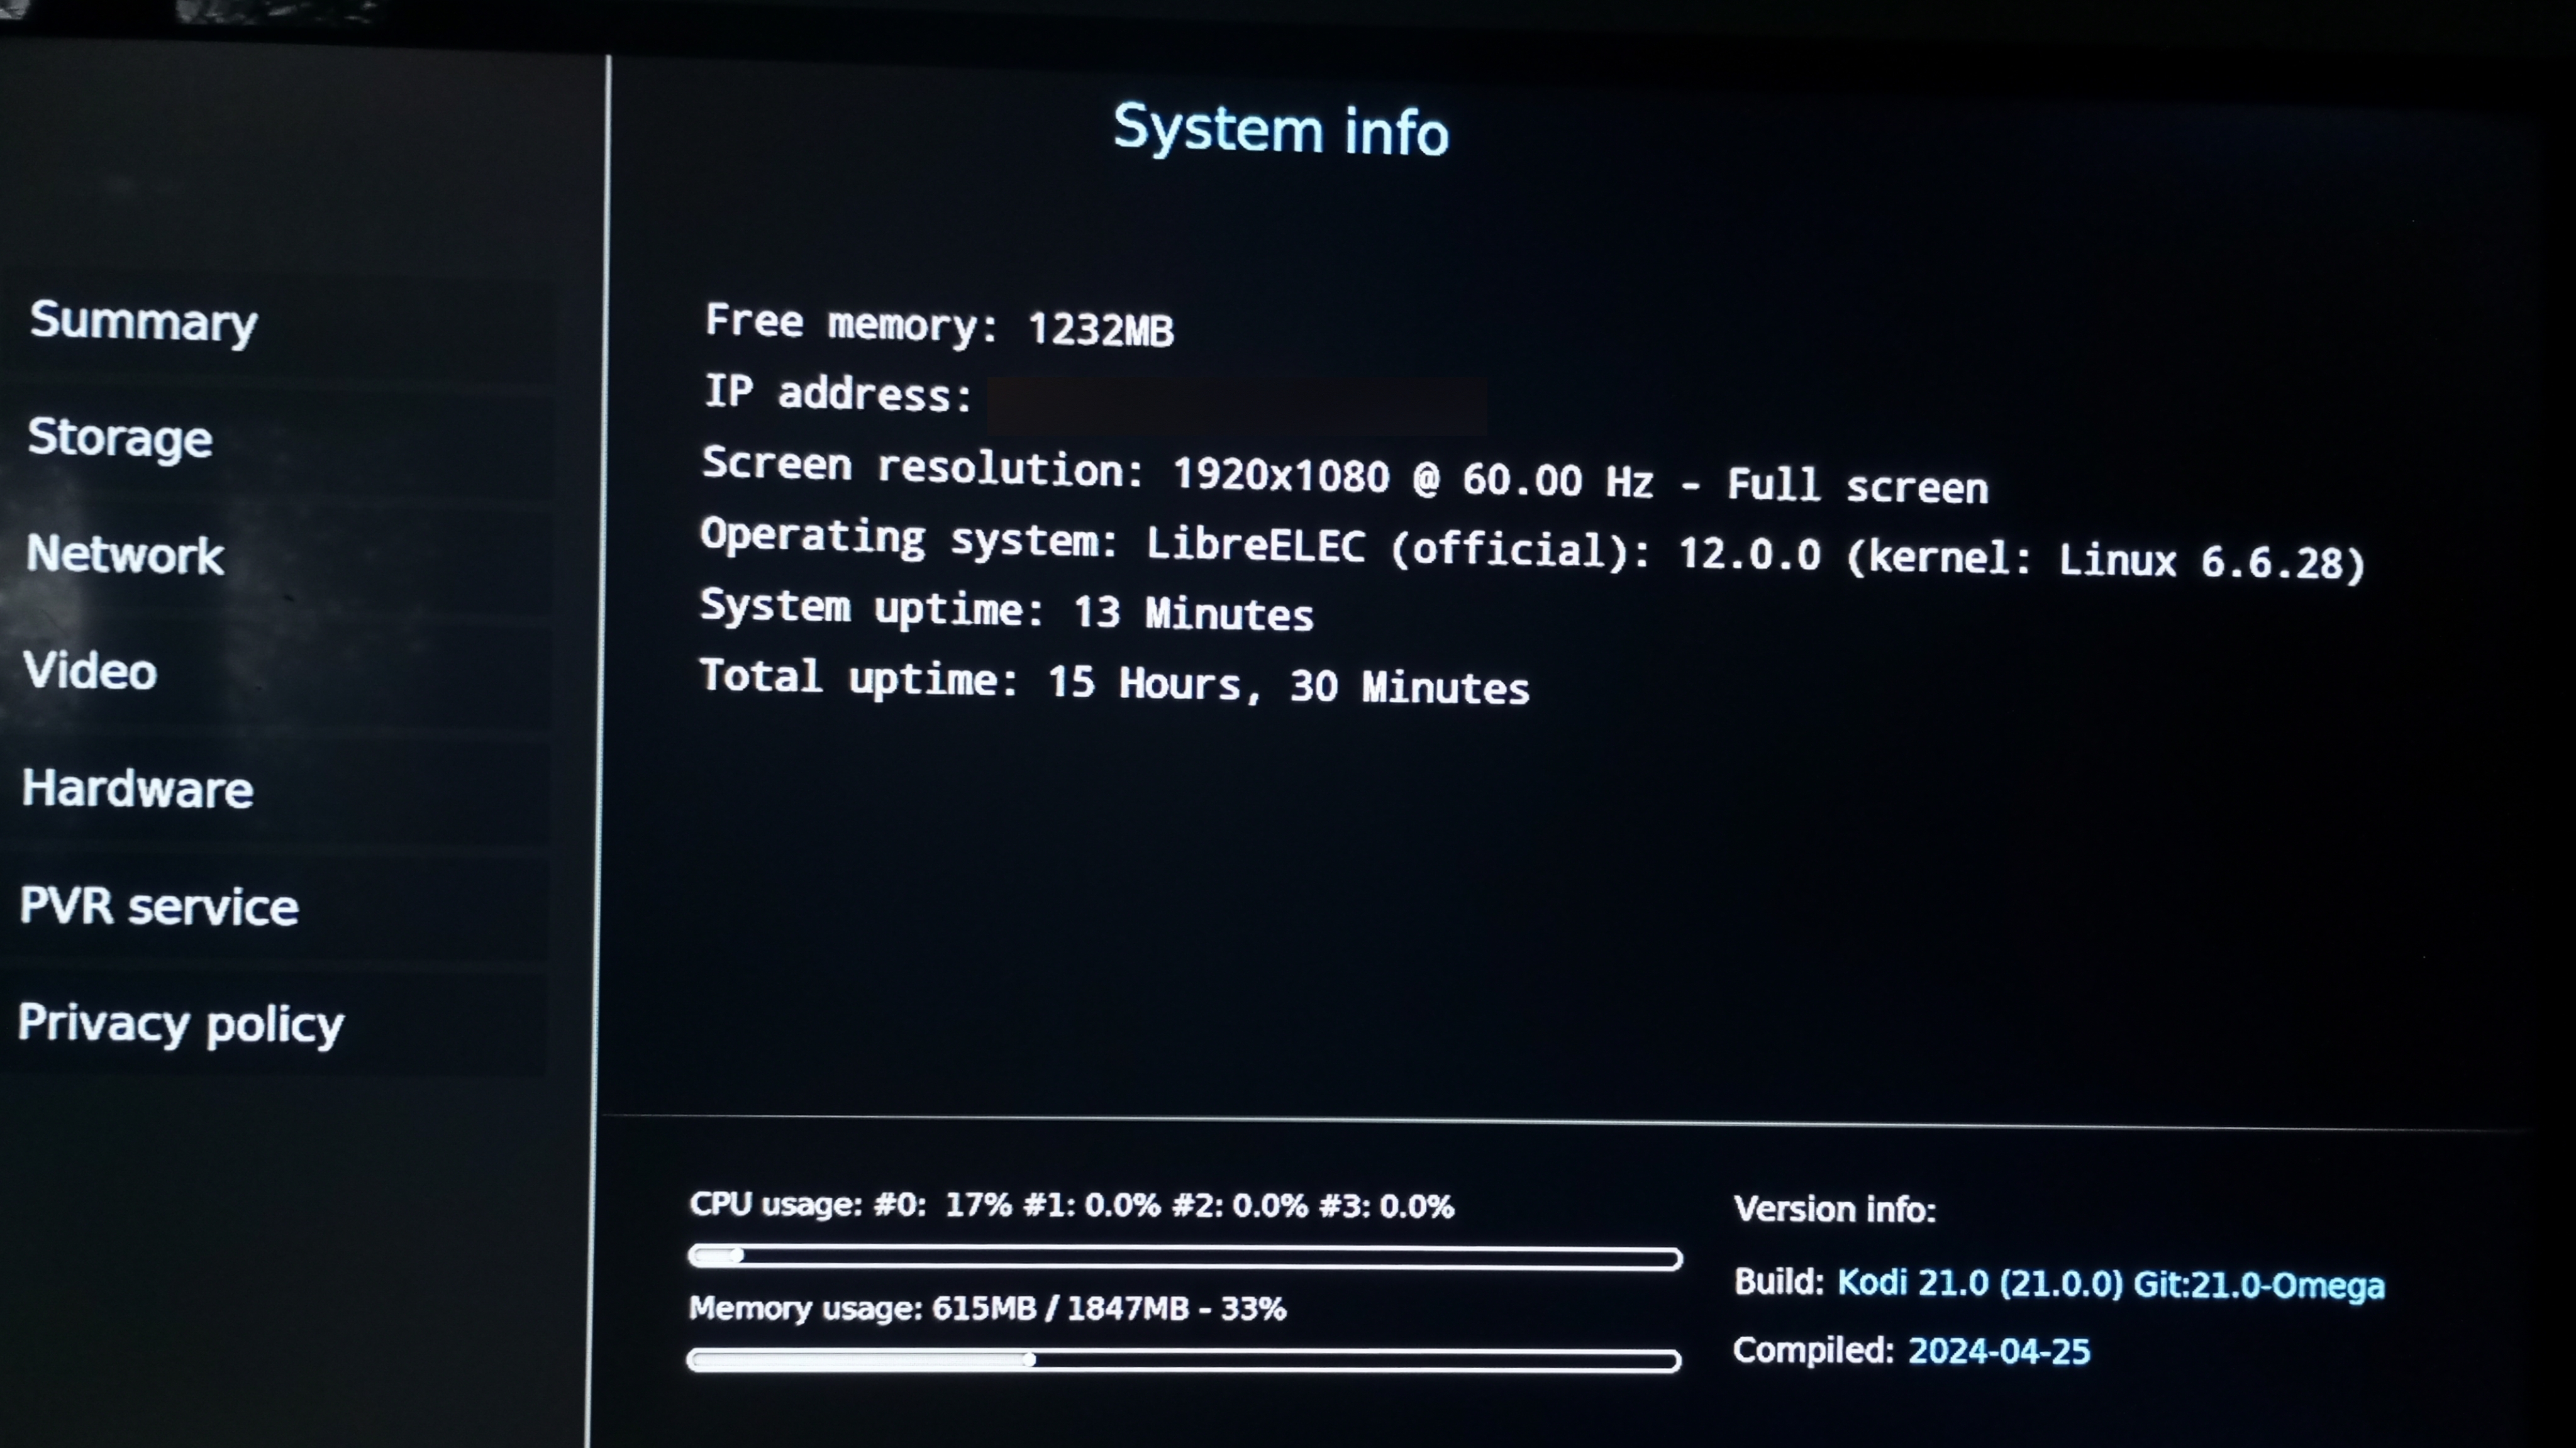 System info
Summary
Storage
Network
Video
Hardware
PVR service
Privacy policy
Free memory: 1232MB
IP address:
Screen resolution: 1920x1080 @ 60.00 Hz - Full screen
Operating system: LibreELEC (official): 12.0.0 (kernel: Linux 6.6.28)
System uptime: 13 Minutes
Total uptime: 15 Hours, 30 Minutes
CPU usage: #0:  17% #1: 0.0% #2: 0.0% #3: 0.0%
Memory usage: 615MB / 1847MB - 33%
Version info:
Build: Kodi 21.0 (21.0.0) Git:21.0-Omega
Compiled: 2024-04-25